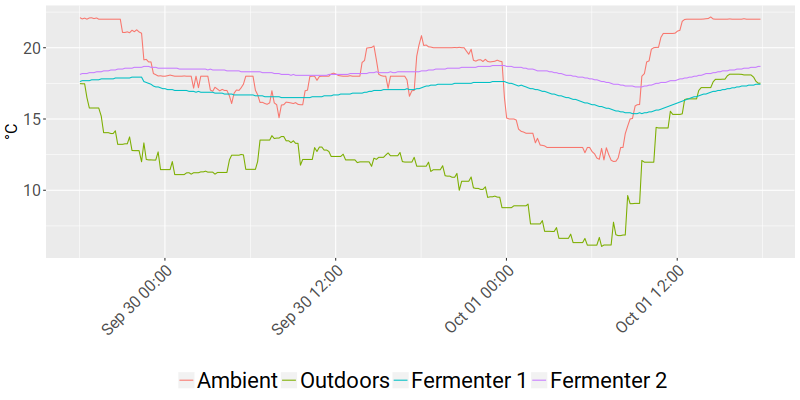 20
15
10
°C
Sep 30 00:00
Sep 30 12:00
Oct 01 00:00
Oct 01 12:00
Ambient Outdoors Fermenter 1 Fermenter 2